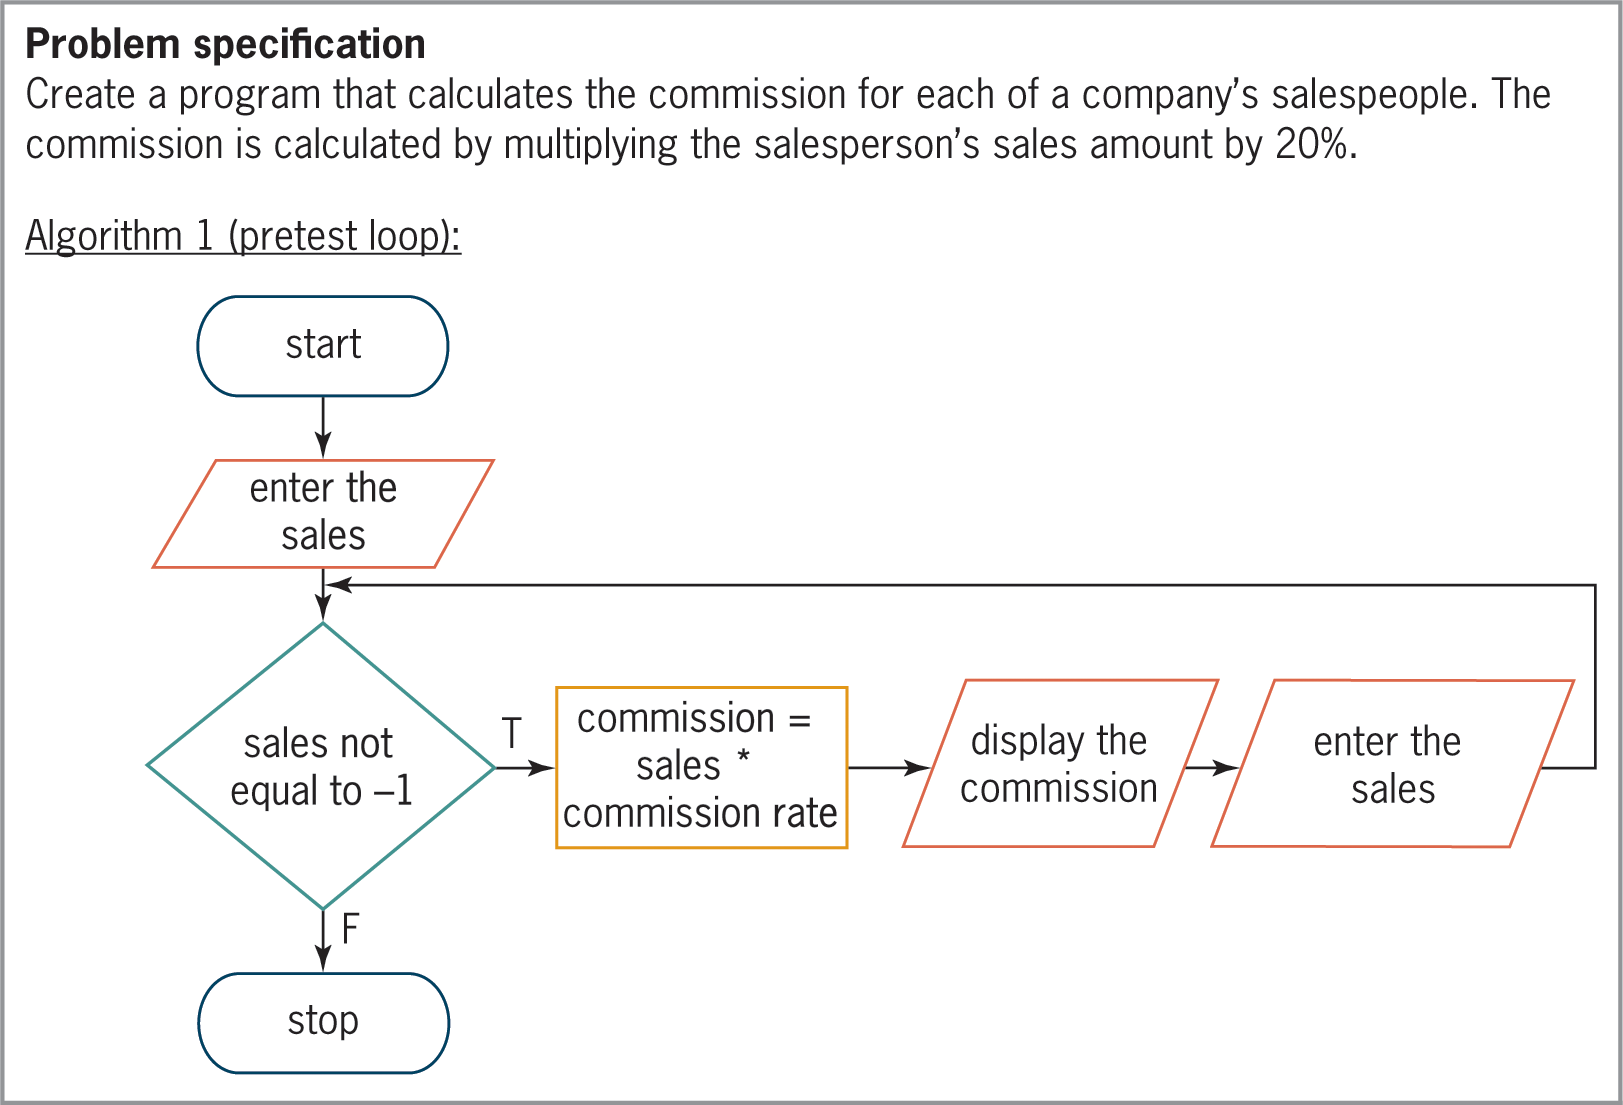 Problem specification
Create a program that calculates the commission for each of a company’s salespeople. The
commission is calculated by multiplying the salesperson’s sales amount by 20%.
Algorithm 1 (pretest loop):
start
enter the
sales
sales not
equal to –1
T
commission =
sales *
commission rate
display the
commission
enter the
sales
F
stop